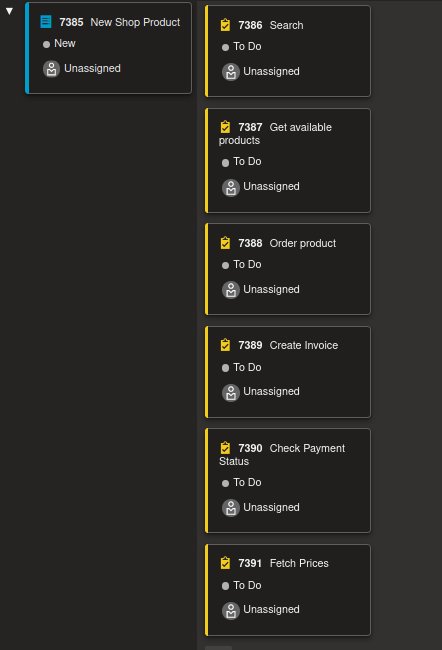 7385 New Shop Product
New
Unassigned
7386 Search
To Do
Unassigned
7387 Get available
products
To Do
Unassigned
7388 Order product
To Do
Unassigned
7389 Create Invoice
To Do
Unassigned
7390 Check Payment
Status
To Do
Unassigned
7391 Fetch Prices
To Do
Unassigned